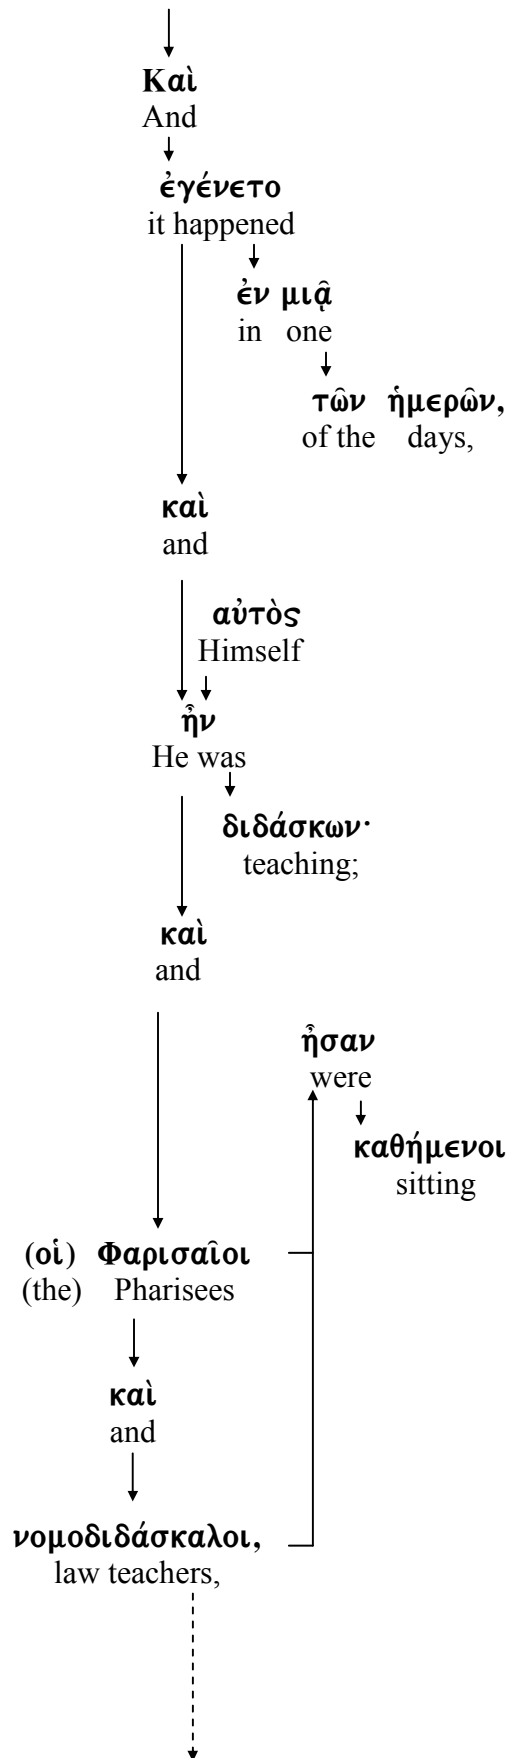 Καὶ
And
ἐγένετο
it happened
ἐν μιᾷ
in one
τῶν ἡμερῶν,
of the days,
καὶ
and
αὐτὸς
Himself
ἦν
He was
διδάσκων·
teaching;
καὶ
and
ἦσαν
were
καθήμενοι
sitting
(οἱ) Φαρισαῖοι
(the) Pharisees
καὶ
and
νομοδιδάσκαλοι,
law teachers,